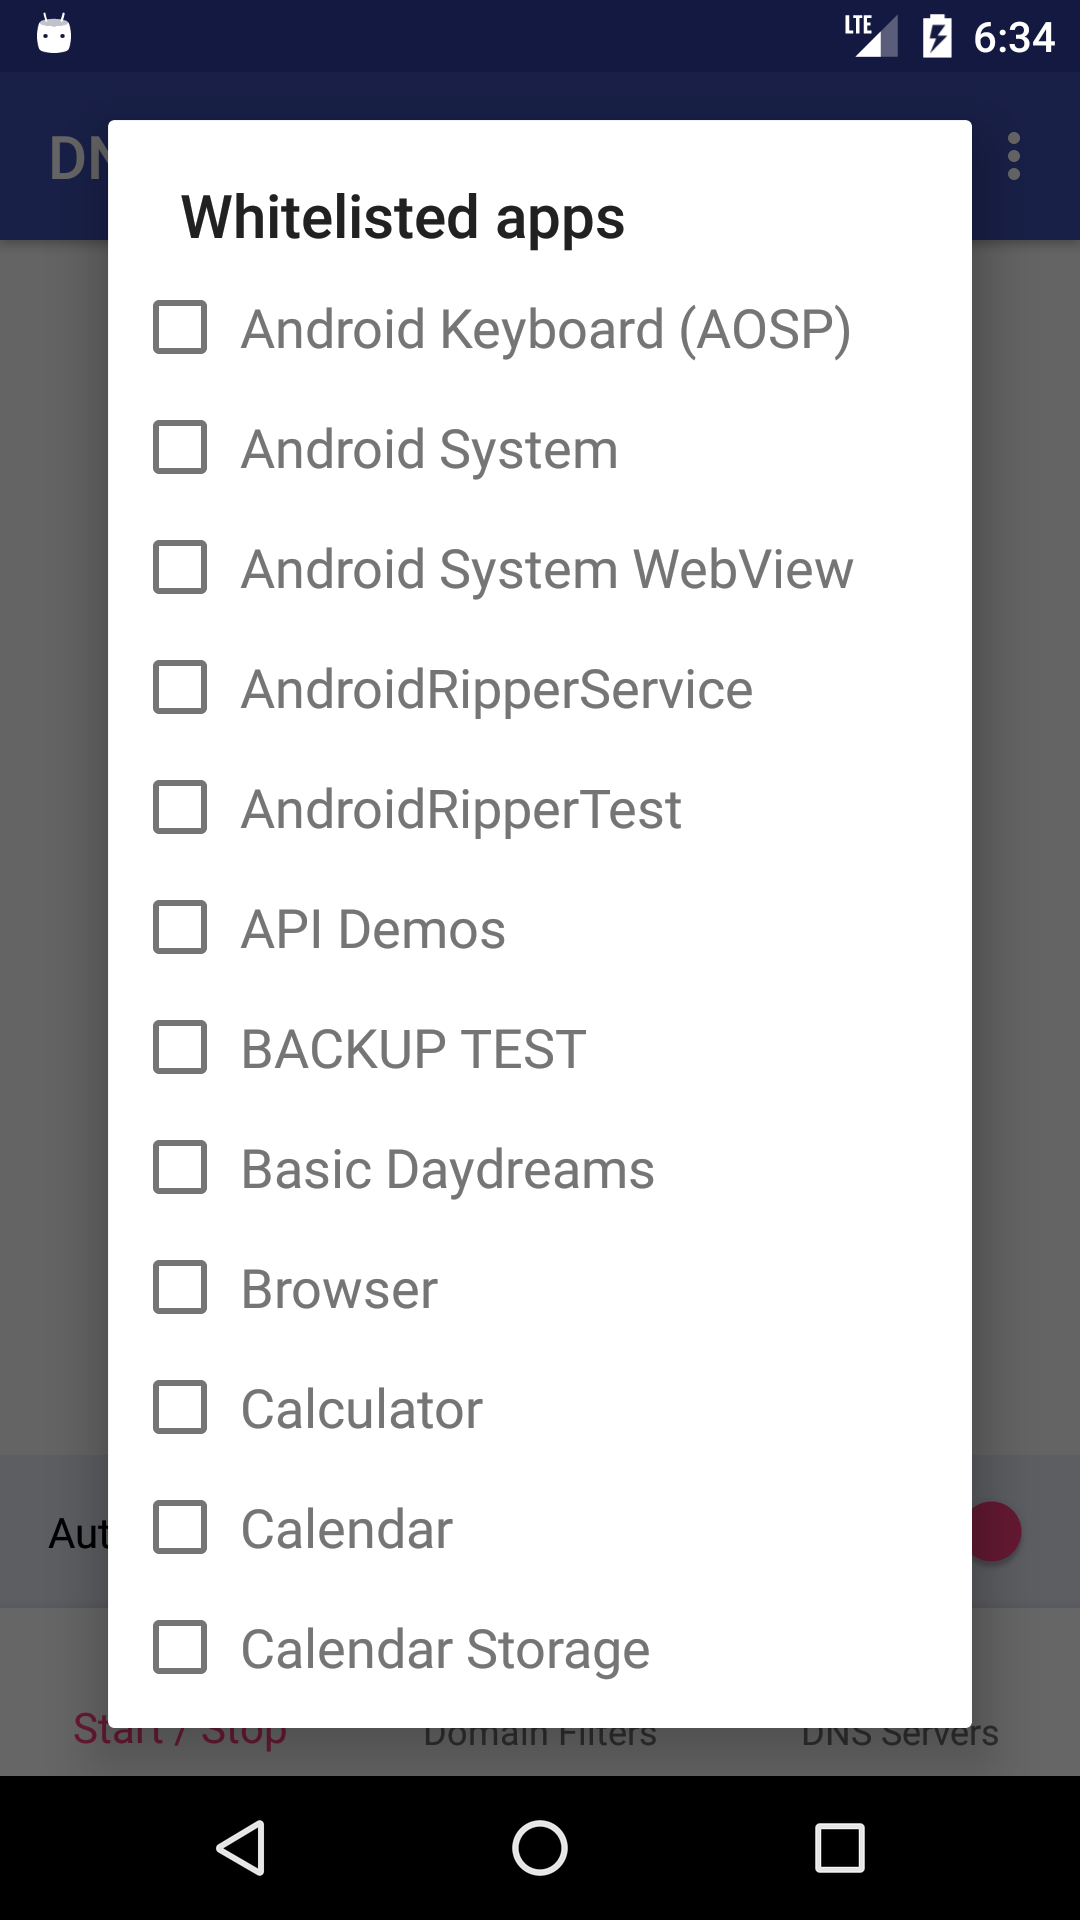 LTE 6:34
DN
Whitelisted apps
Android Keyboard (AOSP)
Android System
Android System WebView
AndroidRipperService
AndroidRipperTest
API Demos
BACKUP TEST
Basic Daydreams
Browser
Calculator
Calendar
Aut
Calendar Storage
Start / Stop Domain Filters DNS Servers